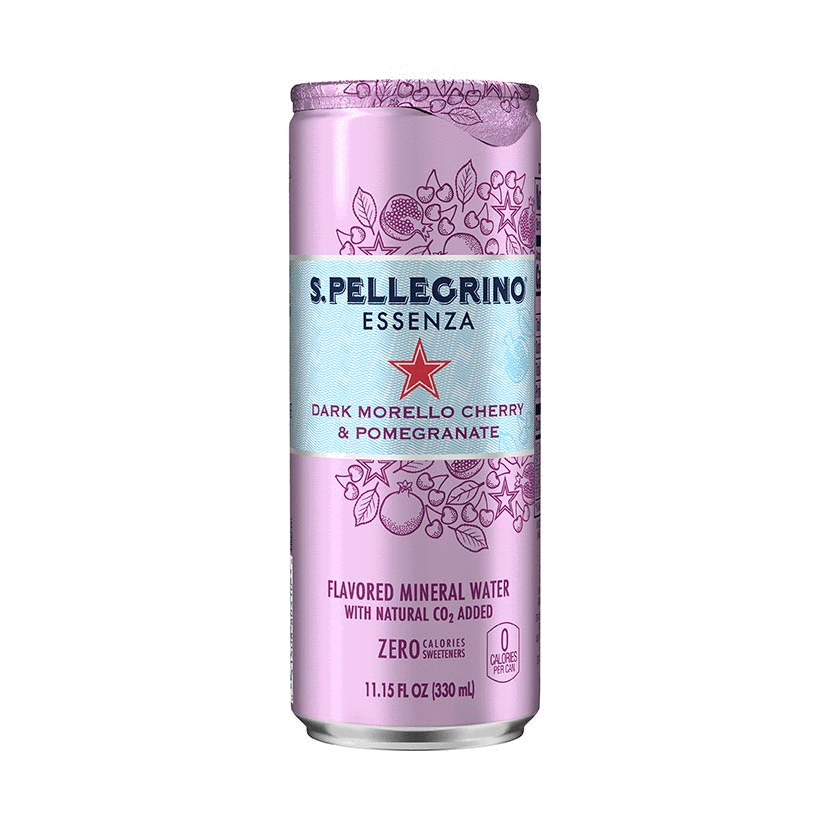 S.PELLEGRINO®
ESSENZA
DARK MORELLO CHERRY
& POMEGRANATE
FLAVORED MINERAL WATER
WITH NATURAL CO₂ ADDED
ZERO CALORIES
SWEETENERS
0
CALORIES
PER CAN
11.15 FL OZ (330 mL)